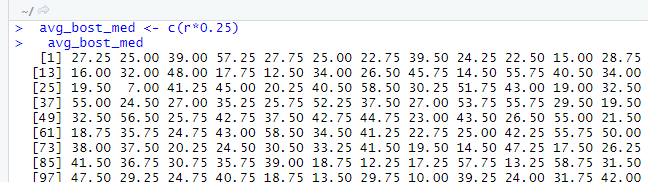 ~/
> avg_bost_med <- c(r*0.25)
> avg_bost_med
[1] 27.25 25.00 39.00 57.25 27.75 25.00 22.75 39.50 24.25 22.50 15.00 28.75
[13] 16.00 32.00 48.00 17.75 12.50 34.00 26.50 45.75 14.50 55.75 40.50 34.00
[25] 19.50 7.00 41.25 45.00 20.25 40.50 58.50 30.25 51.75 43.00 19.00 32.50
[37] 55.00 24.50 27.00 35.25 25.75 52.25 37.50 27.00 53.75 55.75 29.50 19.50
[49] 32.50 56.50 25.75 42.75 37.50 42.75 44.75 23.00 43.50 26.50 55.00 21.50
[61] 18.75 35.75 24.75 43.00 58.50 34.50 41.25 22.75 25.00 42.25 55.75 50.00
[73] 38.00 37.50 20.25 24.50 30.50 33.25 41.50 19.50 14.50 47.25 17.50 26.25
[85] 41.50 36.75 30.75 35.75 39.00 18.75 12.25 17.25 57.75 13.25 58.75 31.50
[97] 47.50 29.25 24.75 40.75 18.75 13.50 29.75 10.00 39.25 24.00 31.75 42.00